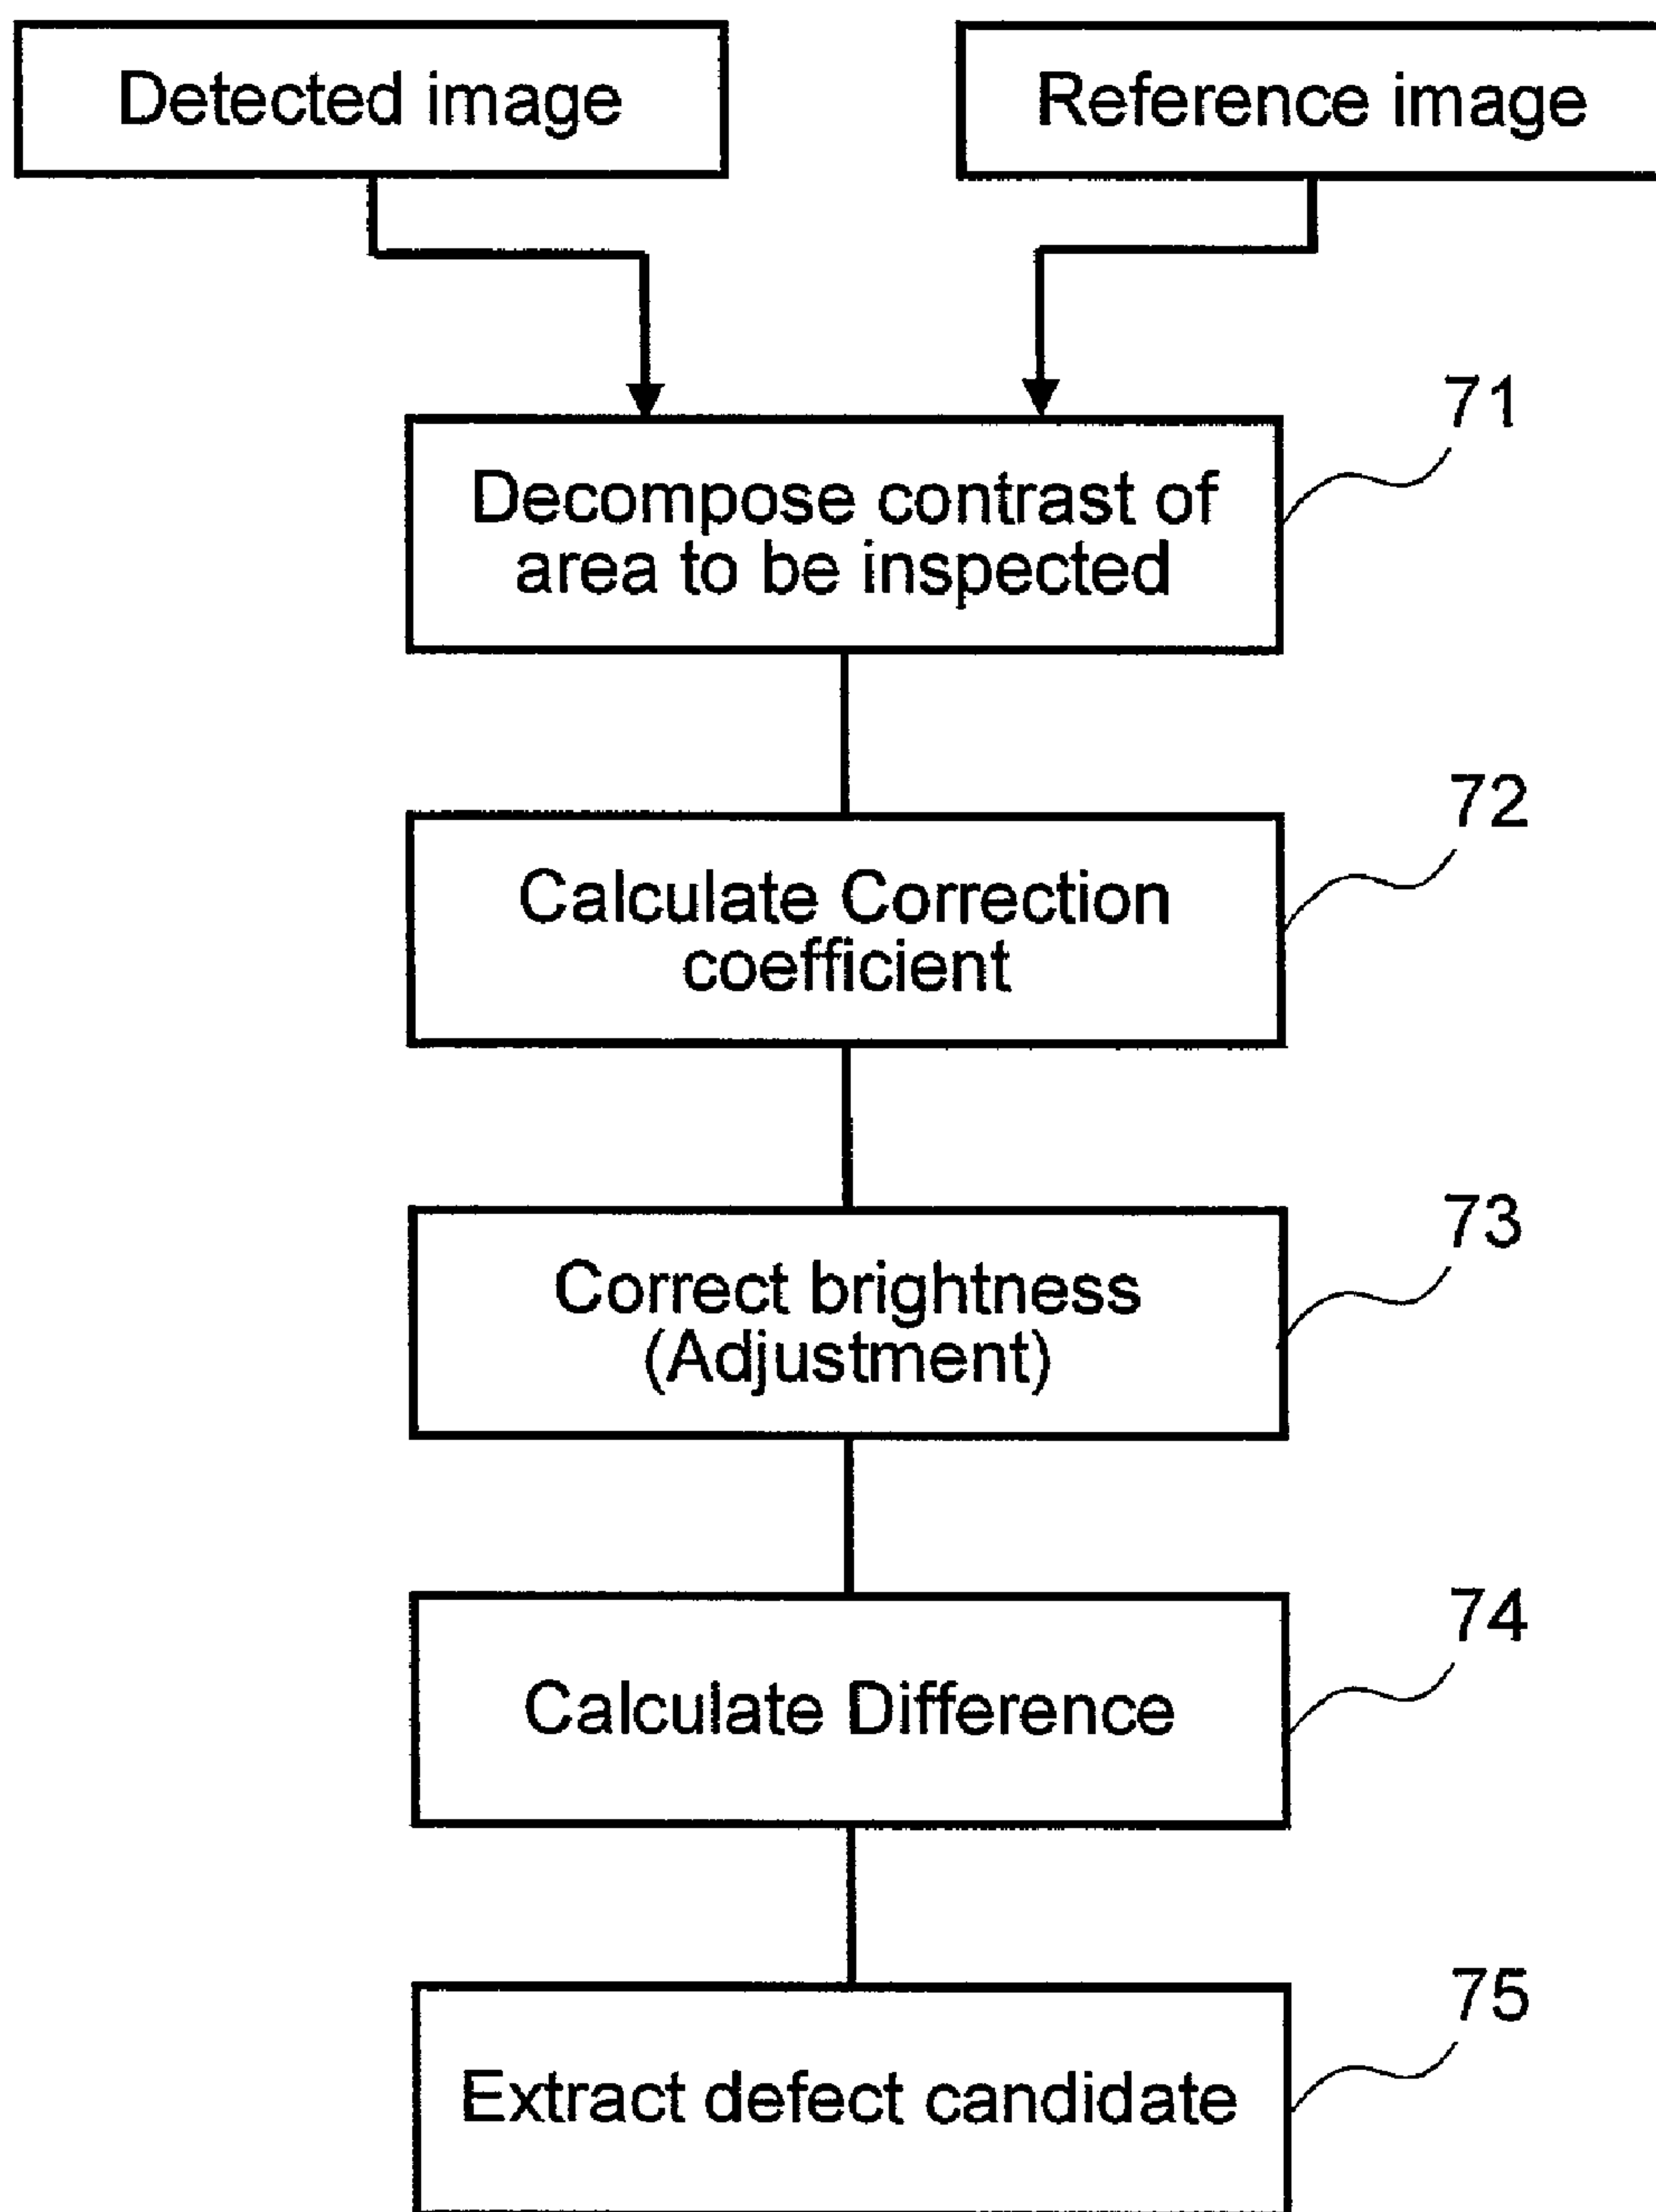 Detected image
Reference image
71
Decompose contrast of
area to be inspected
72
Calculate Correction
coefficient
73
Correct brightness
(Adjustment)
74
Calculate Difference
75
Extract defect candidate